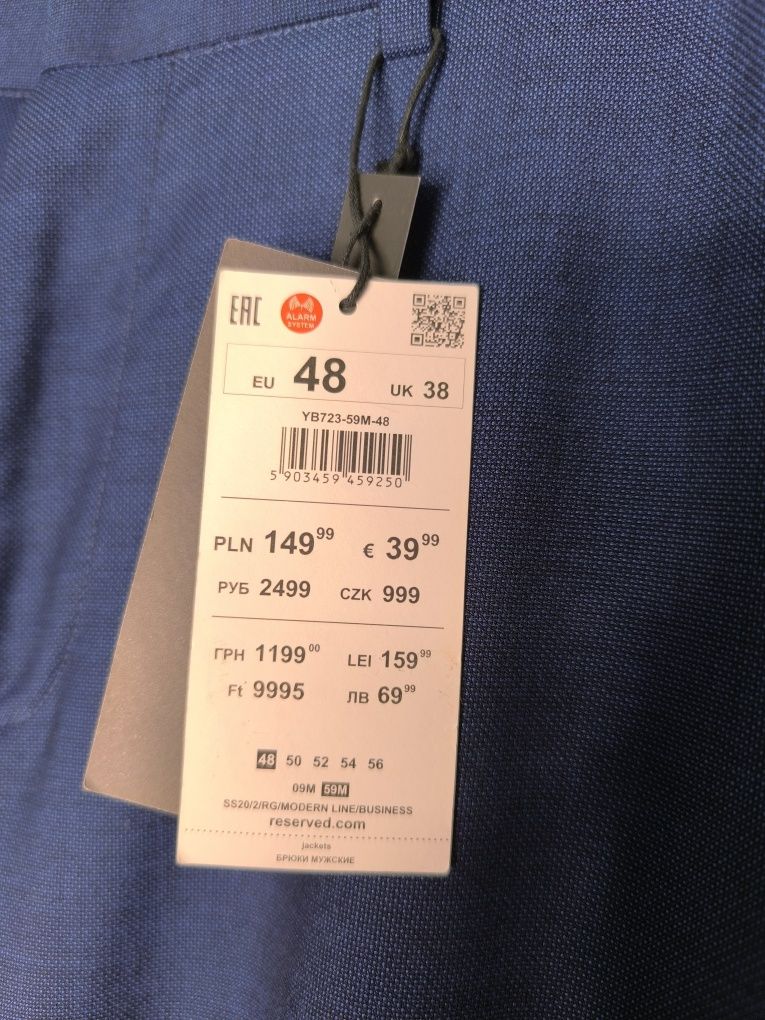 EAC
ALARM
SYSTEM
EU 48 UK 38
YB723-59M-48
5 903459 459250
PLN 149⁹⁹ € 39⁹⁹
РУБ 2499 CZK 999
ГРН 1199⁰⁰ LEI 159⁹⁹
Ft 9995 ЛВ 69⁹⁹
48 50 52 54 56
09M 59M
SS20/2/RG/MODERN LINE/BUSINESS
reserved.com
jackets
БРЮКИ МУЖСКИЕ